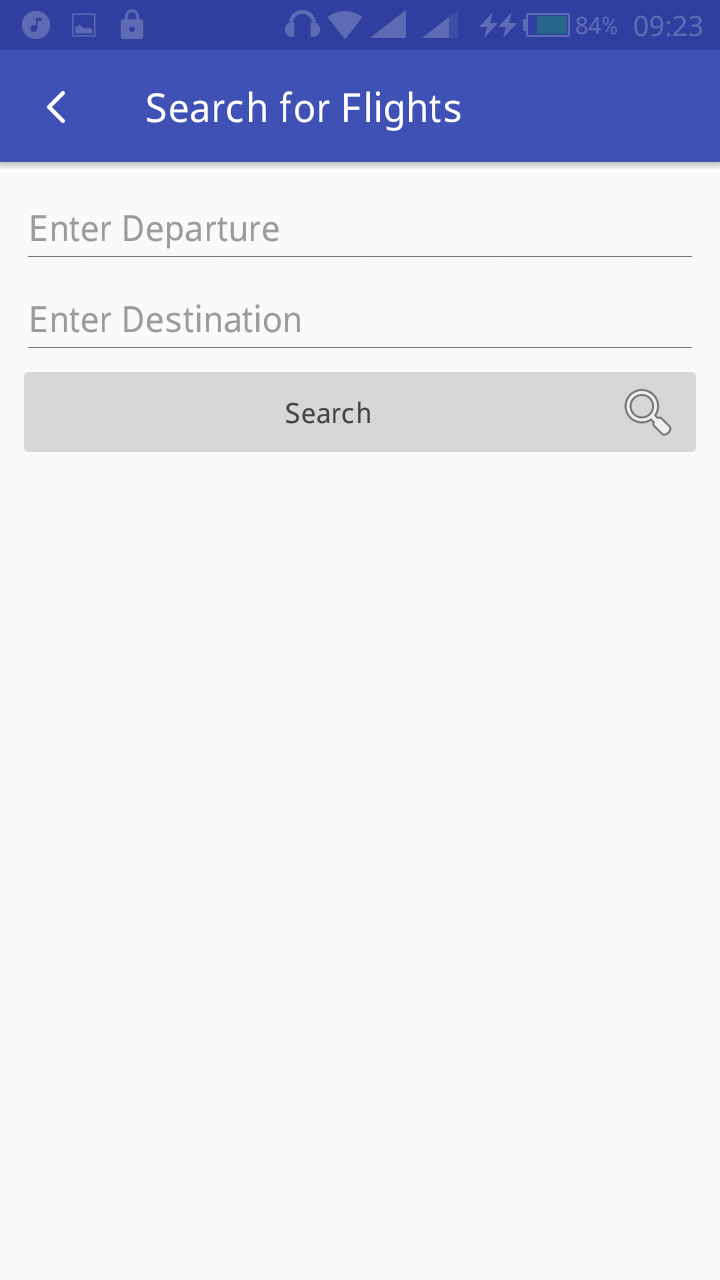 84% 09:23
Search for Flights
Enter Departure
Enter Destination
Search